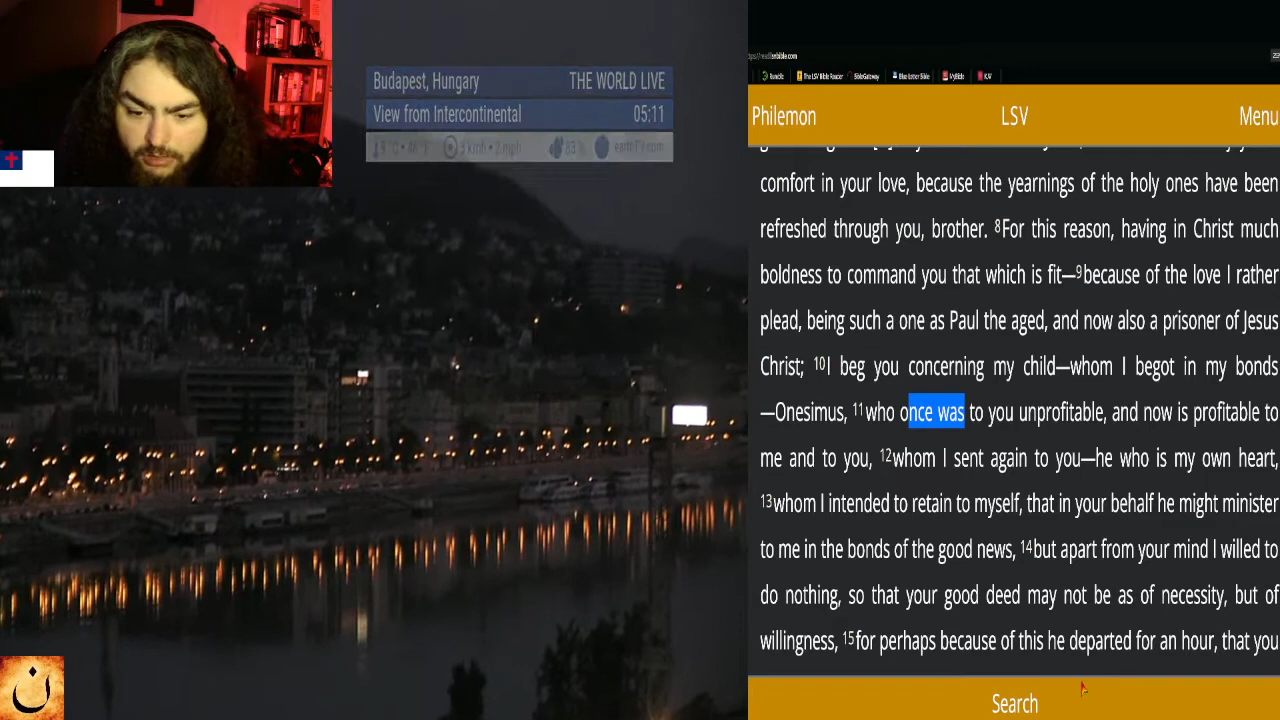 Budapest, Hungary THE WORLD LIVE
View from Intercontinental 05:11
earthTV.com
Philemon LSV Menu
comfort in your love, because the yearnings of the holy ones have been
refreshed through you, brother. 8For this reason, having in Christ much
boldness to command you that which is fit—9because of the love I rather
plead, being such a one as Paul the aged, and now also a prisoner of Jesus
Christ; 10I beg you concerning my child—whom I begot in my bonds
—Onesimus, 11who once was to you unprofitable, and now is profitable to
me and to you, 12whom I sent again to you—he who is my own heart,
13whom I intended to retain to myself, that in your behalf he might minister
to me in the bonds of the good news, 14but apart from your mind I willed to
do nothing, so that your good deed may not be as of necessity, but of
willingness, 15for perhaps because of this he departed for an hour, that you
Search
ن